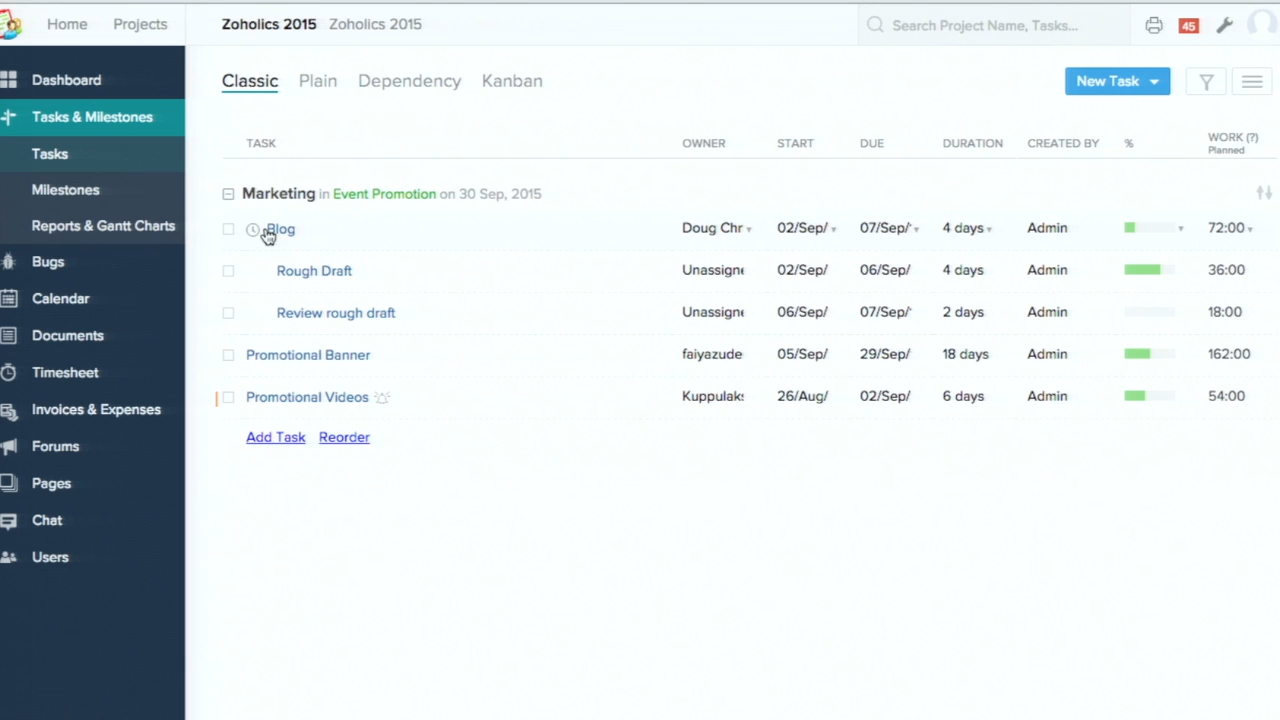 Home Projects Zoholics 2015 Zoholics 2015 Search Project Name, Tasks... 45
Dashboard
Tasks & Milestones
Tasks
Milestones
Reports & Gantt Charts
Bugs
Calendar
Documents
Timesheet
Invoices & Expenses
Forums
Pages
Chat
Users
Classic Plain Dependency Kanban New Task
TASK OWNER START DUE DURATION CREATED BY % WORK (?)
Planned
Marketing in Event Promotion on 30 Sep, 2015
Blog Doug Chr 02/Sep/ 07/Sep/ 4 days Admin 72:00
Rough Draft Unassigne 02/Sep/ 06/Sep/ 4 days Admin 36:00
Review rough draft Unassigne 06/Sep/ 07/Sep/ 2 days Admin 18:00
Promotional Banner faiyazude 05/Sep/ 29/Sep/ 18 days Admin 162:00
Promotional Videos Kuppulaks 26/Aug/ 02/Sep/ 6 days Admin 54:00
Add Task Reorder